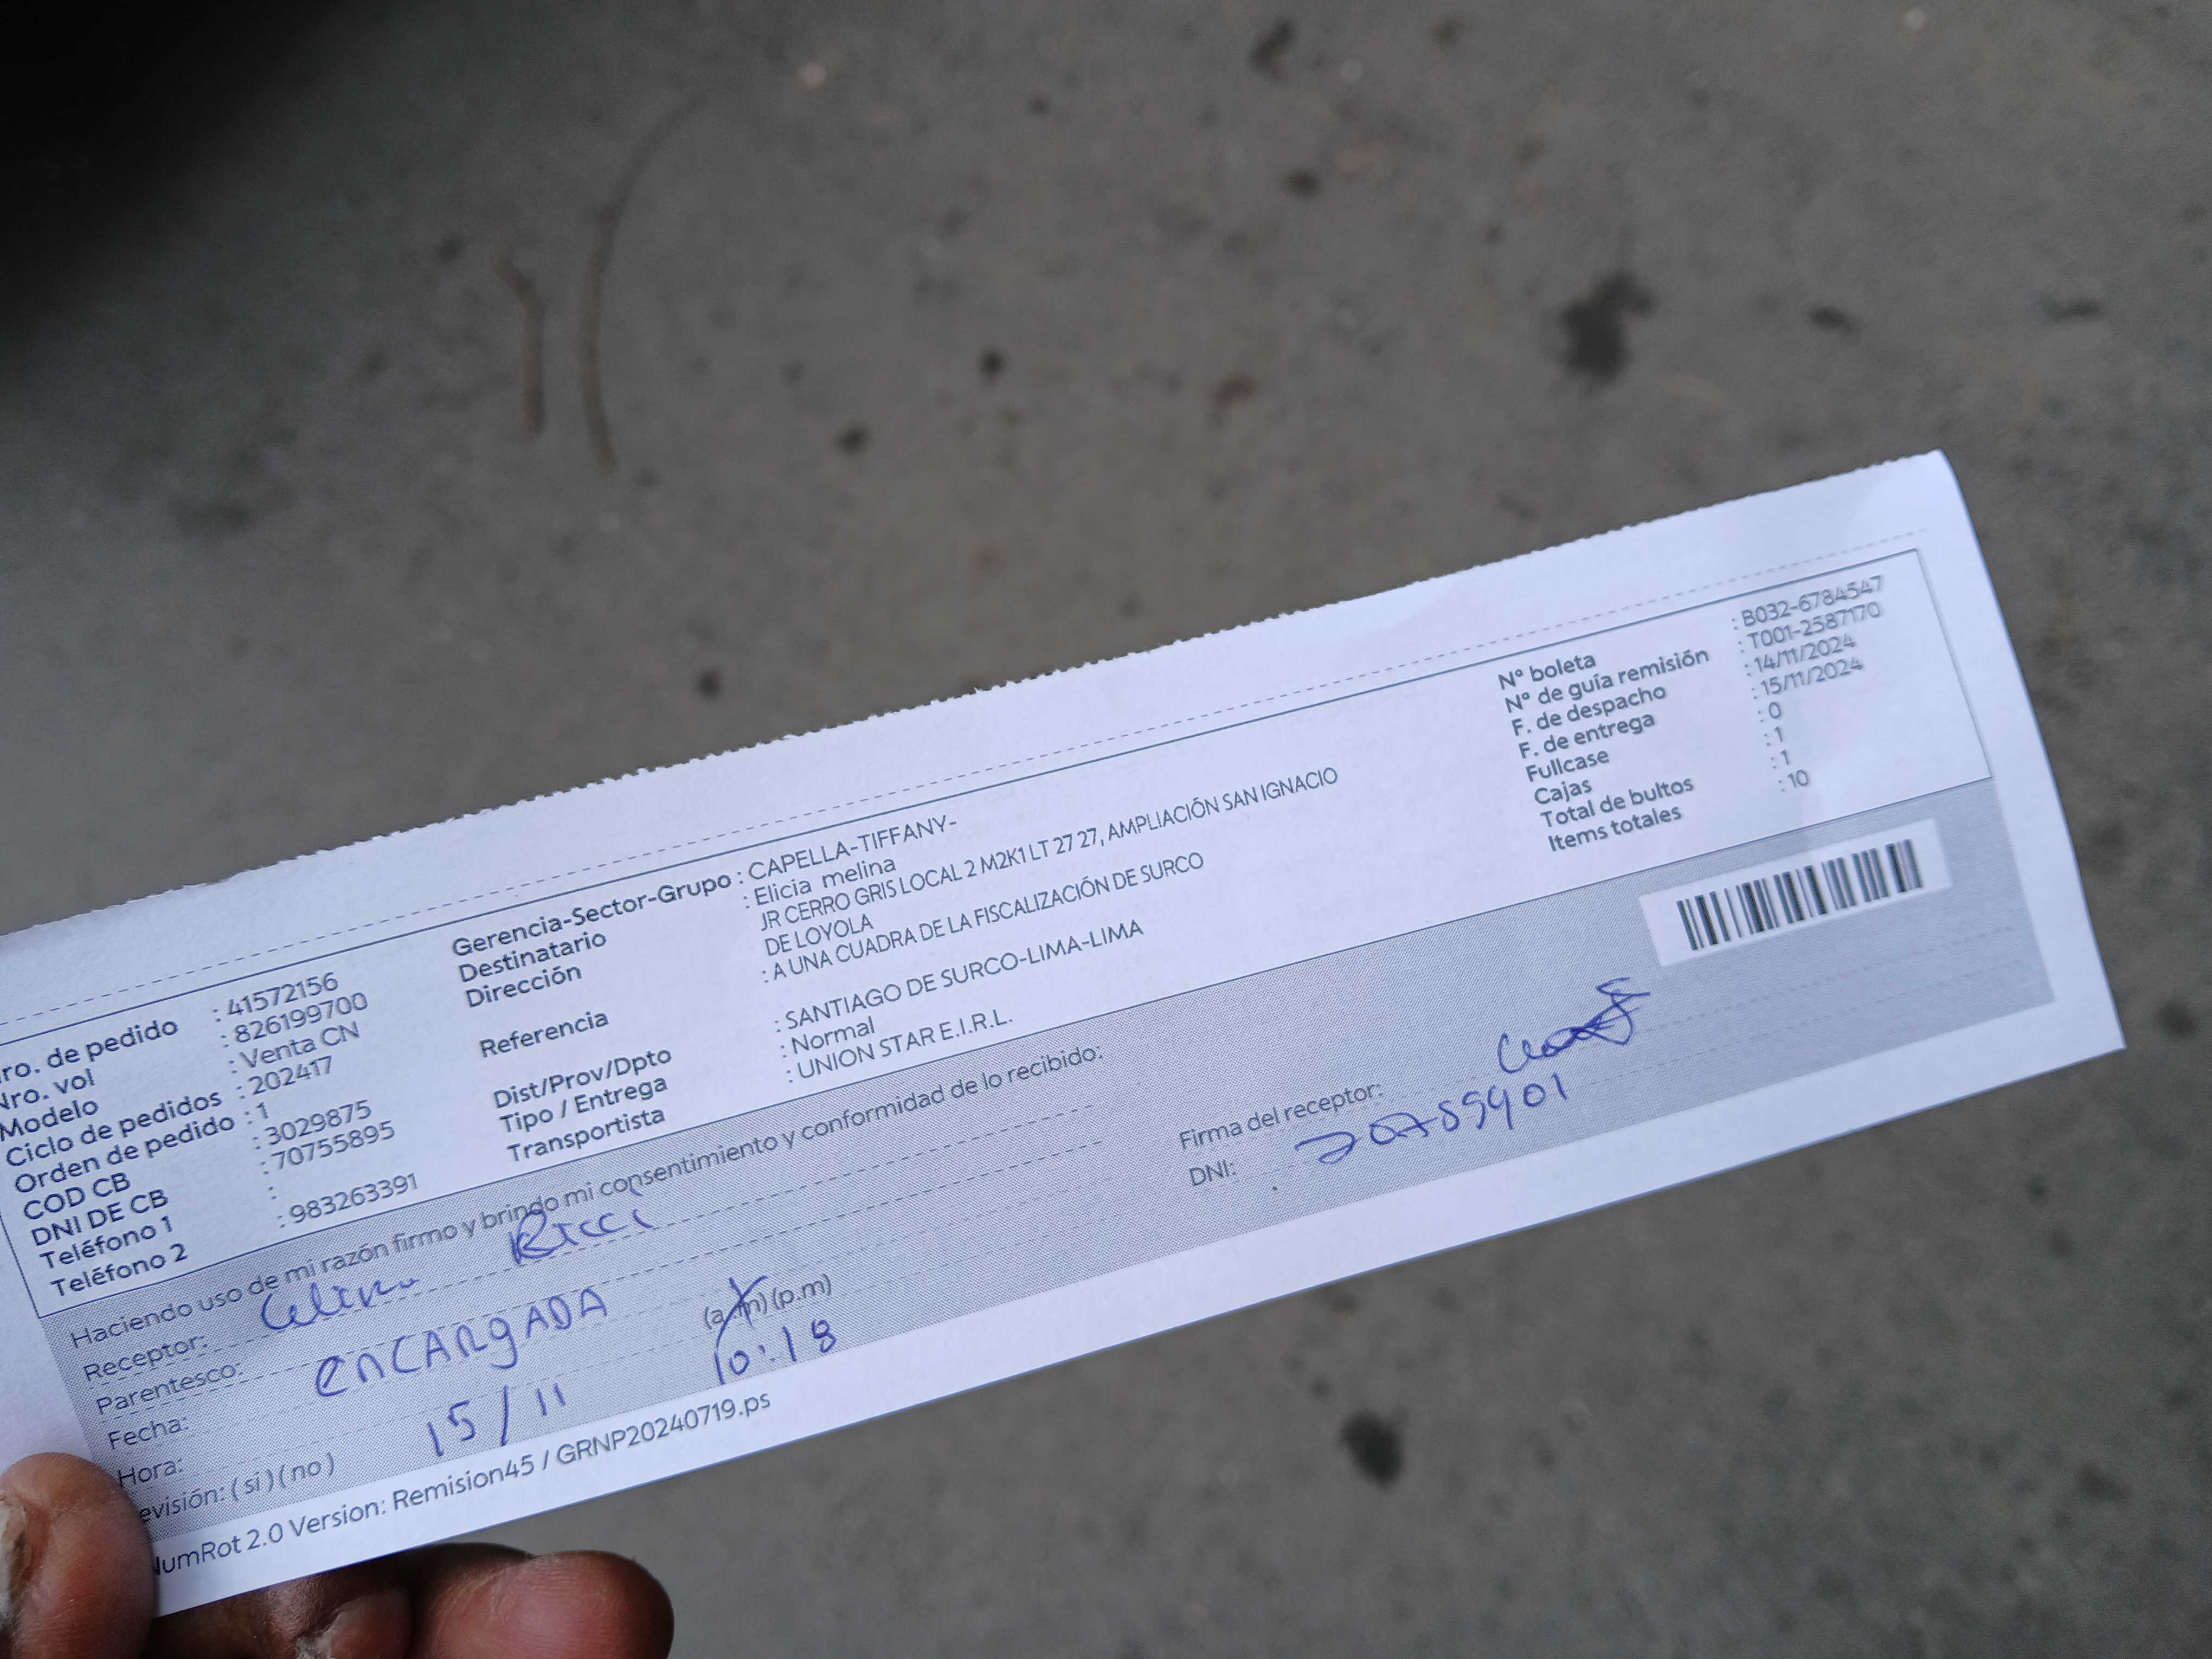 ro. de pedido : 41572156
Nro. vol : 826199700
Modelo : Venta CN
Ciclo de pedidos : 202417
Orden de pedido : 1
COD CB : 3029875
DNI DE CB : 70755895
Teléfono 1 :
Teléfono 2 : 983263391
Gerencia-Sector-Grupo : CAPELLA-TIFFANY-
Destinatario : Elicia melina
Dirección JR CERRO GRIS LOCAL 2 M2K1 LT 27 27, AMPLIACIÓN SAN IGNACIO
DE LOYOLA
Referencia : A UNA CUADRA DE LA FISCALIZACIÓN DE SURCO
Dist/Prov/Dpto : SANTIAGO DE SURCO-LIMA-LIMA
Tipo / Entrega : Normal
Transportista : UNION STAR E.I.R.L.
Nº boleta : B032-6784547
Nº de guía remisión : T001-2587170
F. de despacho : 14/11/2024
F. de entrega : 15/11/2024
Fullcase : 0
Cajas : 1
Total de bultos : 1
Items totales : 10
Haciendo uso de mi razón firmo y brindo mi consentimiento y conformidad de lo recibido:
Receptor: Ricci
Parentesco: enCARgADA
Fecha: 15/11
Hora: 10:18 (a.m) (p.m)
evisión: ( si ) ( no )
Firma del receptor:
DNI:
NumRot 2.0 Version: Remision45 / GRNP20240719.ps